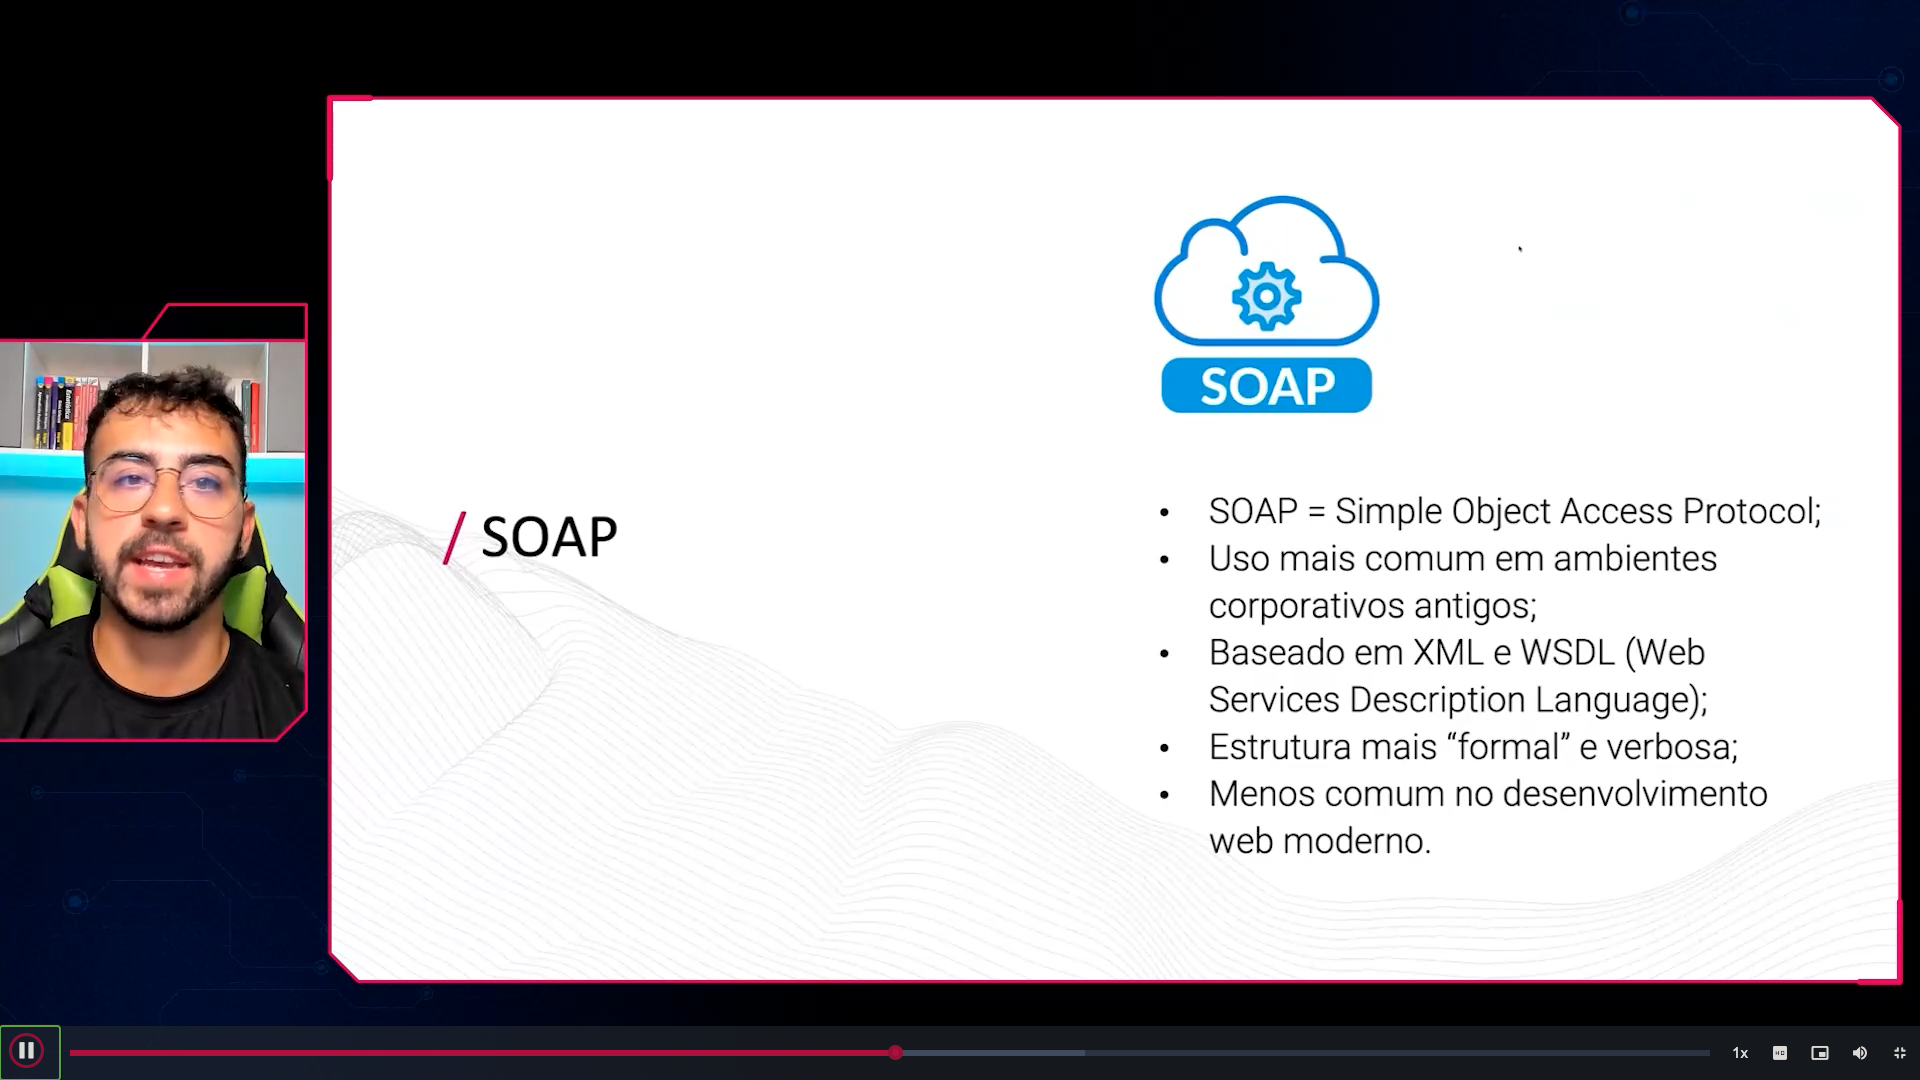 SOAP
/ SOAP
• SOAP = Simple Object Access Protocol;
• Uso mais comum em ambientes
corporativos antigos;
• Baseado em XML e WSDL (Web
Services Description Language);
• Estrutura mais “formal” e verbosa;
• Menos comum no desenvolvimento
web moderno.
1x
HD